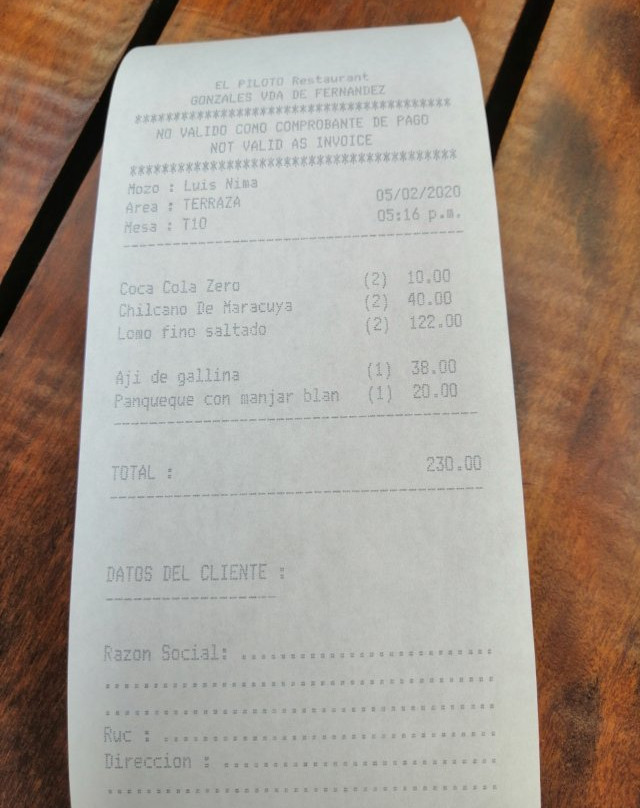 EL PILOTO Restaurant
GONZALES VDA DE FERNANDEZ
****************************************
NO VALIDO COMO COMPROBANTE DE PAGO
NOT VALID AS INVOICE
****************************************
Mozo : Luis Nima
Area : TERRAZA 05/02/2020
Mesa : T10 05:16 p.m.
----------------------------------------
Coca Cola Zero (2) 10.00
Chilcano De Maracuya (2) 40.00
Lomo fino saltado (2) 122.00
Aji de gallina (1) 38.00
Panqueque con manjar blan (1) 20.00
----------------------------------------
TOTAL : 230.00
----------------------------------------
DATOS DEL CLIENTE :
--------------------
Razon Social: ............................
..........................................
..........................................
Ruc : ....................................
Direccion : ..............................
..........................................